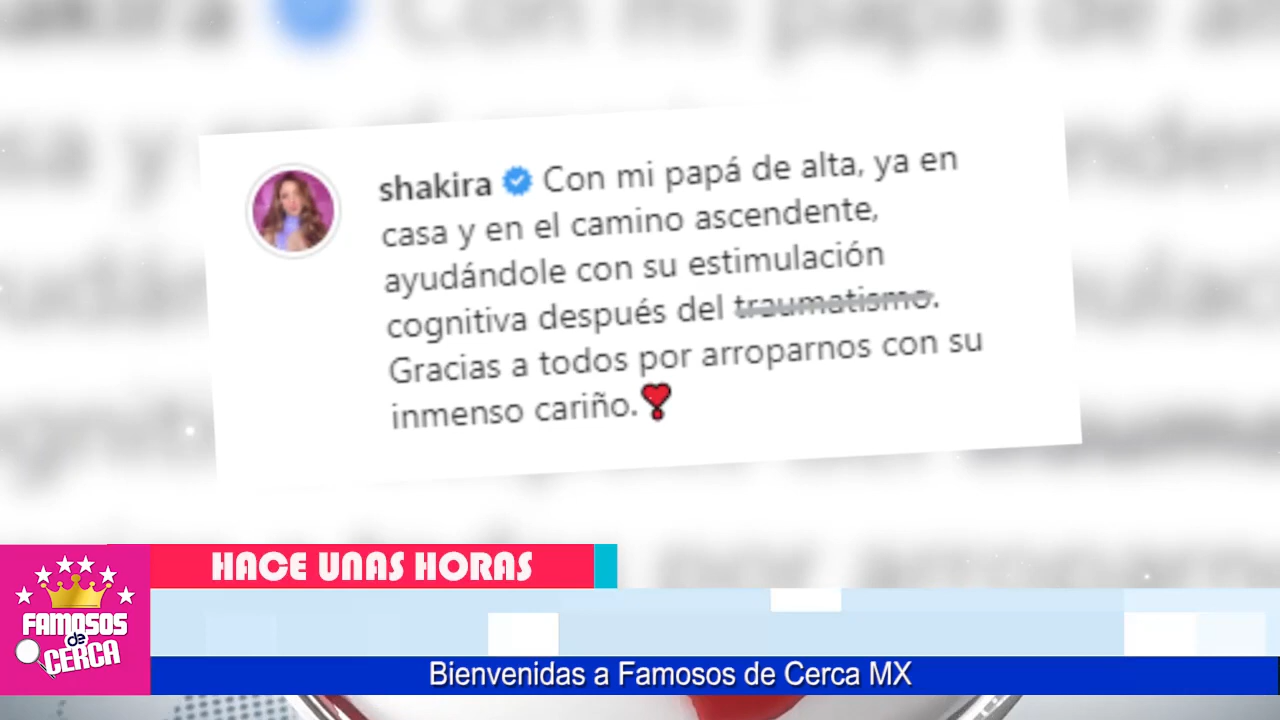 shakira Con mi papá de alta, ya en
casa y en el camino ascendente,
ayudándole con su estimulación
cognitiva después del traumatismo.
Gracias a todos por arroparnos con su
inmenso cariño.❣
HACE UNAS HORAS
FAMOSOS
de
CERCA
Bienvenidas a Famosos de Cerca MX